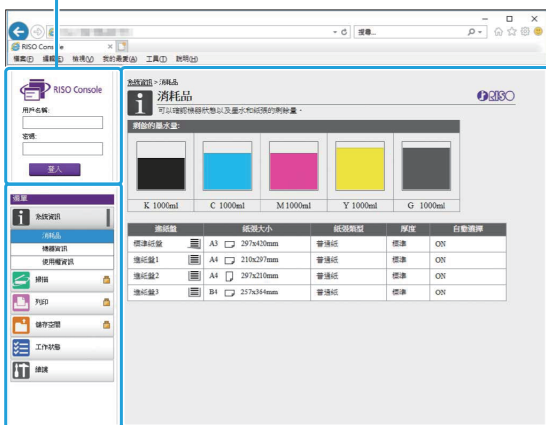 搜尋...
RISO Console
檔案(F) 編輯(E) 檢視(V) 我的最愛(A) 工具(T) 說明(H)
RISO Console
用戶名稱:
密碼:
登入
系統資訊 > 消耗品
消耗品
可以確認機器狀態以及墨水和紙張的剩餘量。
RISO
剩餘的墨水量:
K 1000ml C 1000ml M 1000ml Y 1000ml G 1000ml
進紙盤 紙張大小 紙張類型 厚度 自動選擇
標準紙盤 A3 297x420mm 普通紙 標準 ON
進紙盤1 A4 210x297mm 普通紙 標準 ON
進紙盤2 A4 297x210mm 普通紙 標準 ON
進紙盤3 B4 257x364mm 普通紙 標準 ON
選單
系統資訊
消耗品
機器資訊
使用權資訊
掃描
列印
儲存空間
工作狀態
維護